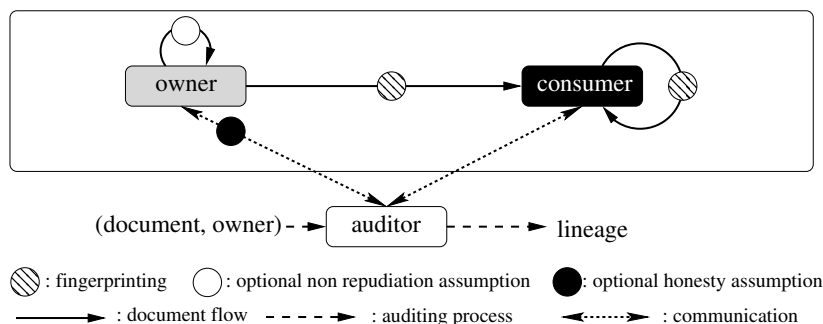 owner consumer
(document, owner) auditor lineage
: fingerprinting : optional non repudiation assumption : optional honesty assumption
: document flow : auditing process : communication